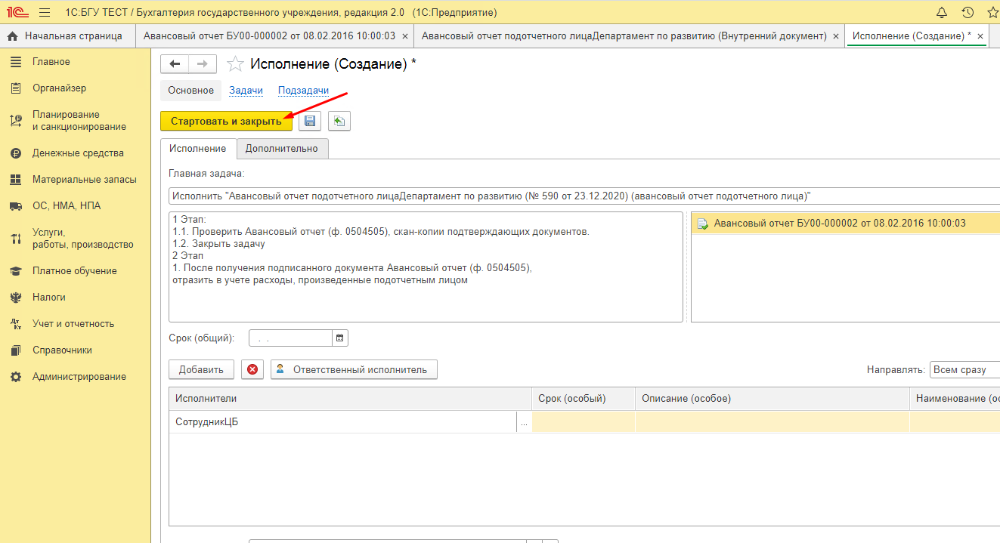 1С:БГУ ТЕСТ / Бухгалтерия государственного учреждения, редакция 2.0 (1С:Предприятие)
Начальная страница
Авансовый отчет БУ00-000002 от 08.02.2016 10:00:03 ×
Авансовый отчет подотчетного лицаДепартамент по развитию (Внутренний документ) ×
Исполнение (Создание) * ×
Главное
Органайзер
Планирование
и санкционирование
Денежные средства
Материальные запасы
ОС, НМА, НПА
Услуги,
работы, производство
Платное обучение
Налоги
Учет и отчетность
Справочники
Администрирование
Исполнение (Создание) *
Основное
Задачи
Подзадачи
Стартовать и закрыть
Исполнение
Дополнительно
Главная задача:
Исполнить "Авансовый отчет подотчетного лицаДепартамент по развитию (№ 590 от 23.12.2020) (авансовый отчет подотчетного лица)"
1 Этап:
1.1. Проверить Авансовый отчет (ф. 0504505), скан-копии подтверждающих документов.
1.2. Закрыть задачу
2 Этап
1. После получения подписанного документа Авансовый отчет (ф. 0504505),
отразить в учете расходы, произведенные подотчетным лицом
Авансовый отчет БУ00-000002 от 08.02.2016 10:00:03
Срок (общий):
. .
Добавить
Ответственный исполнитель
Направлять:
Всем сразу
Исполнители
Срок (особый)
Описание (особое)
Наименование (ос
СотрудникЦБ
...